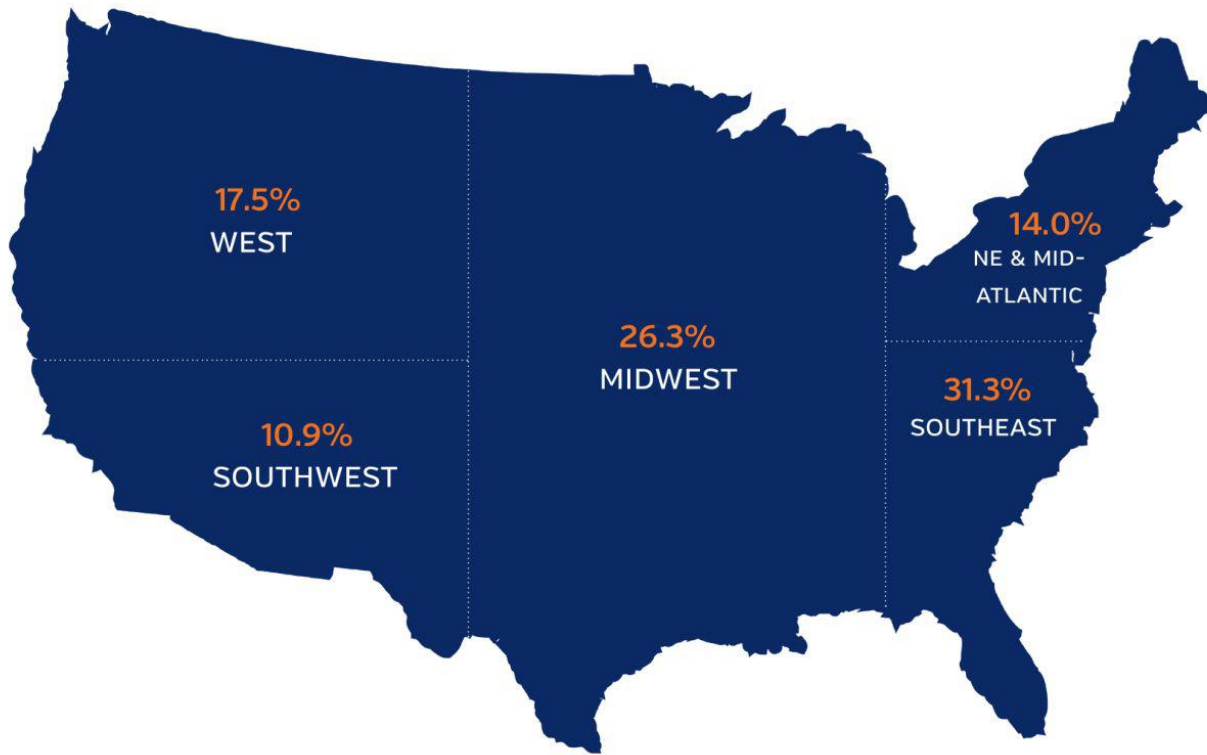 17.5%
WEST
14.0%
NE & MID-
ATLANTIC
26.3%
MIDWEST
31.3%
SOUTHEAST
10.9%
SOUTHWEST